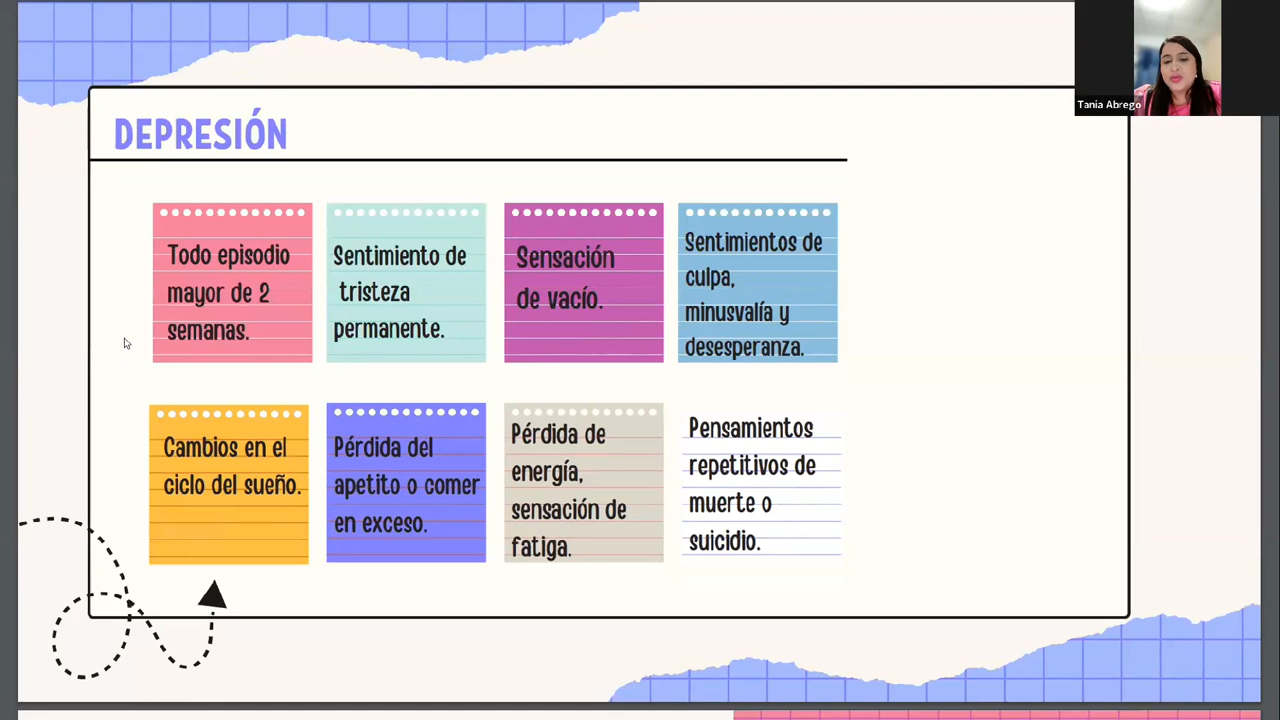 Tania Abrego
DEPRESIÓN
Todo episodio
mayor de 2
semanas.
Sentimiento de
tristeza
permanente.
Sensación
de vacío.
Sentimientos de
culpa,
minusvalía y
desesperanza.
Cambios en el
ciclo del sueño.
Pérdida del
apetito o comer
en exceso.
Pérdida de
energía,
sensación de
fatiga.
Pensamientos
repetitivos de
muerte o
suicidio.